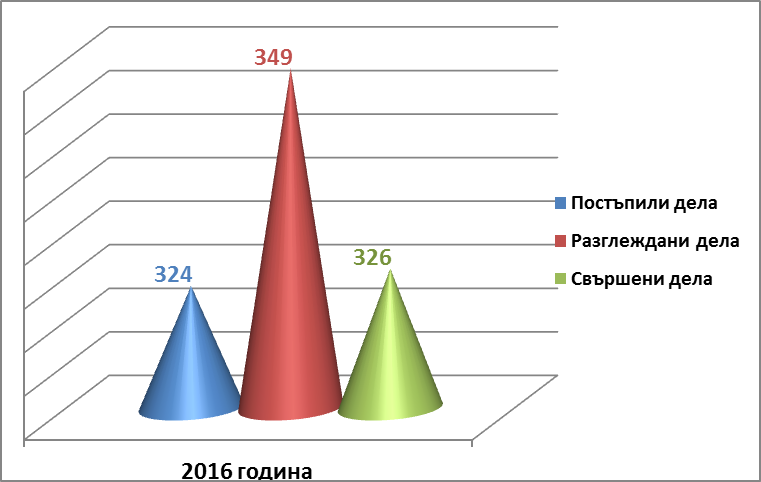 349
324
326
Постъпили дела
Разглеждани дела
Свършени дела
2016 година